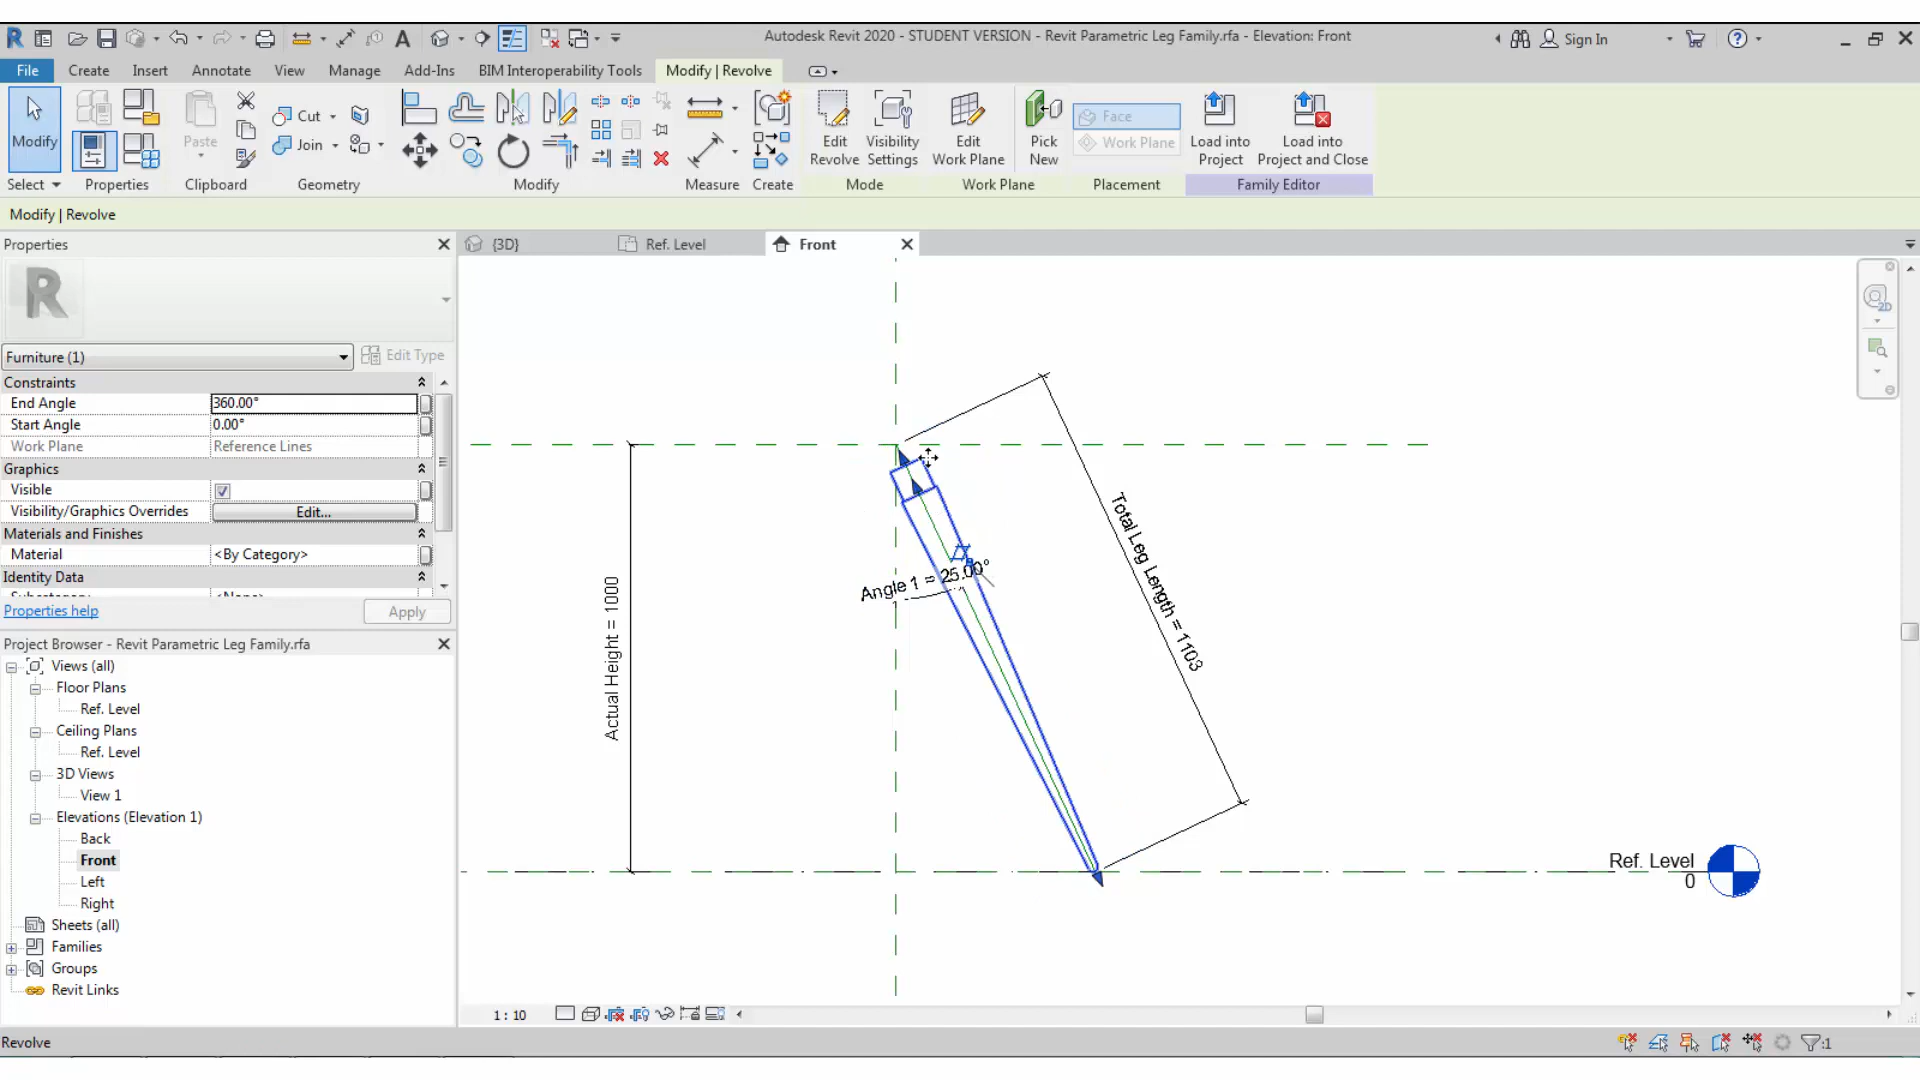 Autodesk Revit 2020 - STUDENT VERSION - Revit Parametric Leg Family.rfa - Elevation: Front
Sign In
File
Create
Insert
Annotate
View
Manage
Add-Ins
BIM Interoperability Tools
Modify | Revolve
Modify
Paste
Cut
Join
Edit Revolve
Visibility Settings
Edit Work Plane
Pick New
Face
Work Plane
Load into Project
Load into Project and Close
Select
Properties
Clipboard
Geometry
Modify
Measure
Create
Mode
Work Plane
Placement
Family Editor
Modify | Revolve
Properties
{3D}
Ref. Level
Front
R
Furniture (1)
Edit Type
Constraints
End Angle 360.00°
Start Angle 0.00°
Work Plane Reference Lines
Graphics
Visible
Visibility/Graphics Overrides Edit...
Materials and Finishes
Material <By Category>
Identity Data
Properties help
Apply
Project Browser - Revit Parametric Leg Family.rfa
Views (all)
Floor Plans
Ref. Level
Ceiling Plans
Ref. Level
3D Views
View 1
Elevations (Elevation 1)
Back
Front
Left
Right
Sheets (all)
Families
Groups
Revit Links
Actual Height = 1000
Angle 1 = 25.00°
Total Leg Length = 1103
Ref. Level
0
1 : 10
Revolve
:1